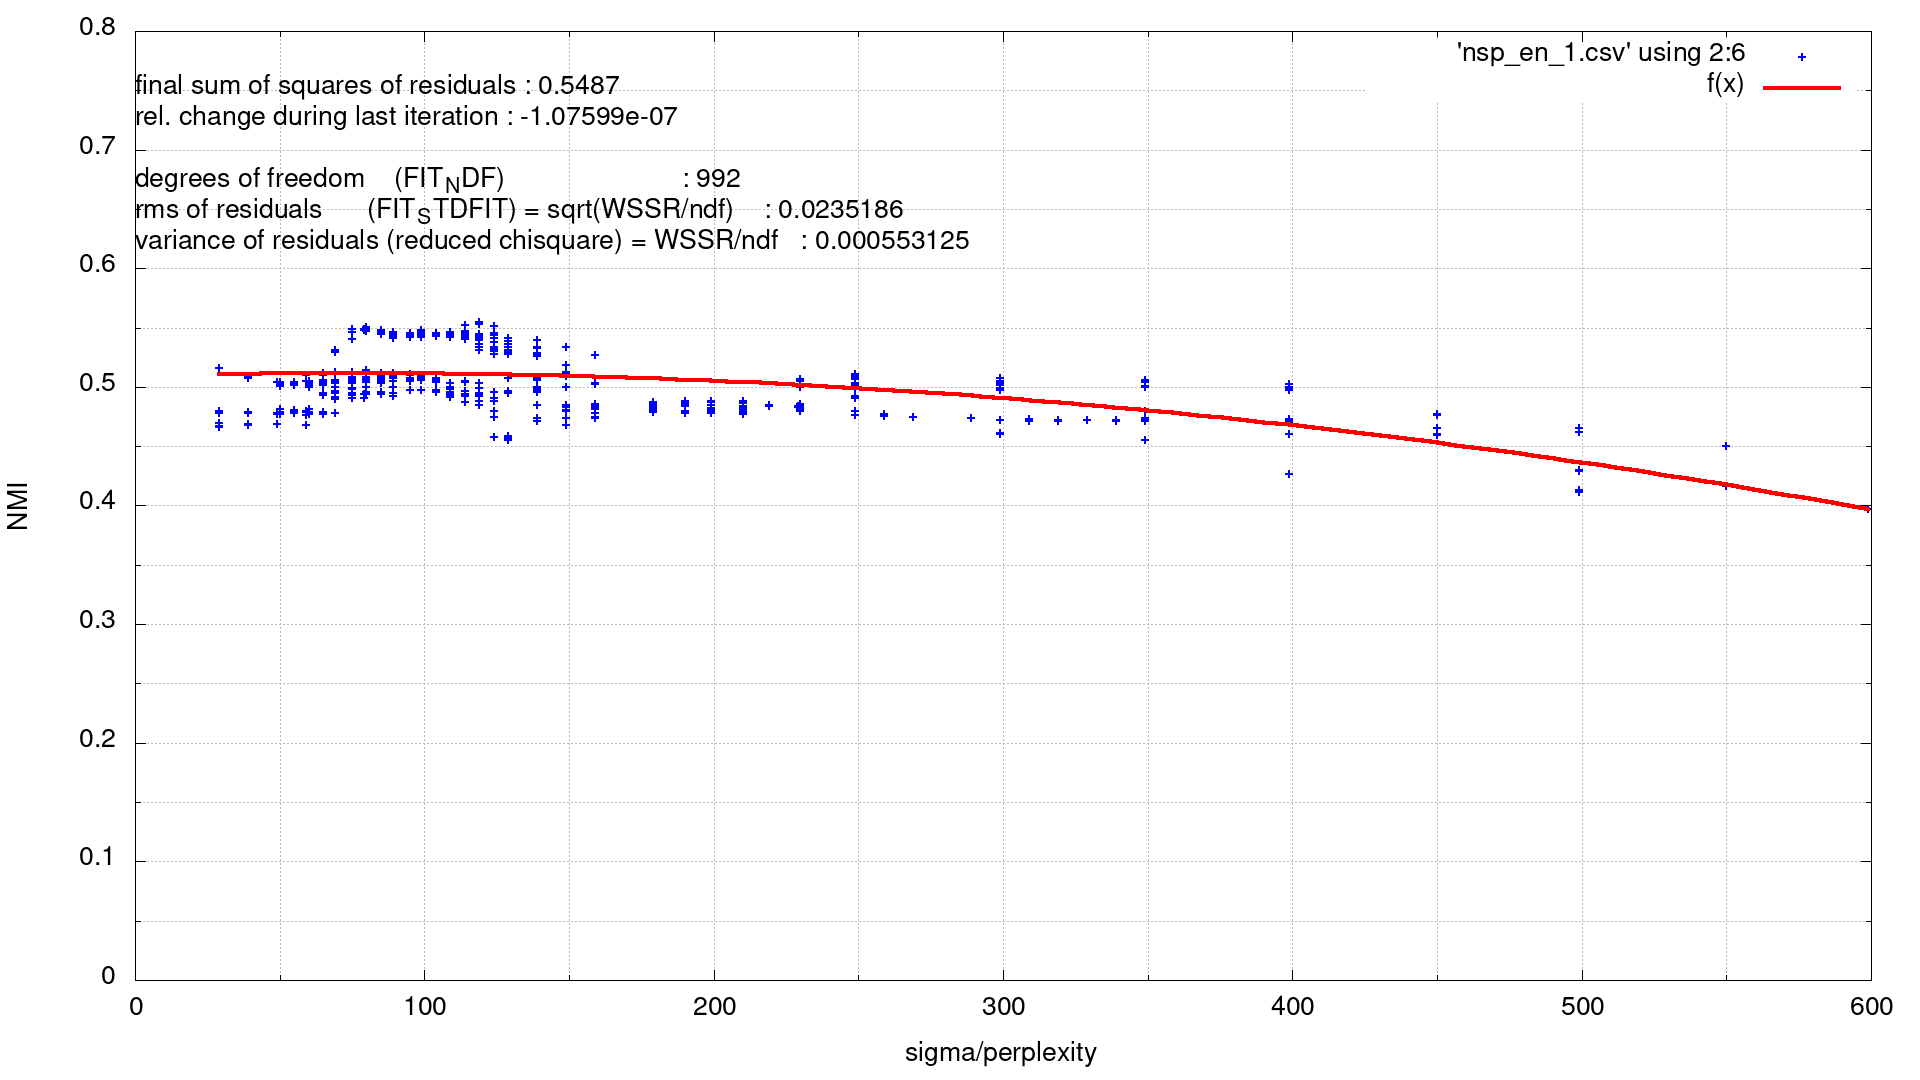 'nsp_en_1.csv' using 2:6
f(x)
final sum of squares of residuals : 0.5487
rel. change during last iteration : -1.07599e-07
degrees of freedom (FIT_NDF) : 992
rms of residuals (FIT_STDFIT) = sqrt(WSSR/ndf) : 0.0235186
variance of residuals (reduced chisquare) = WSSR/ndf : 0.000553125
0.8
0.7
0.6
0.5
0.4
0.3
0.2
0.1
0
NMI
0 100 200 300 400 500 600
sigma/perplexity